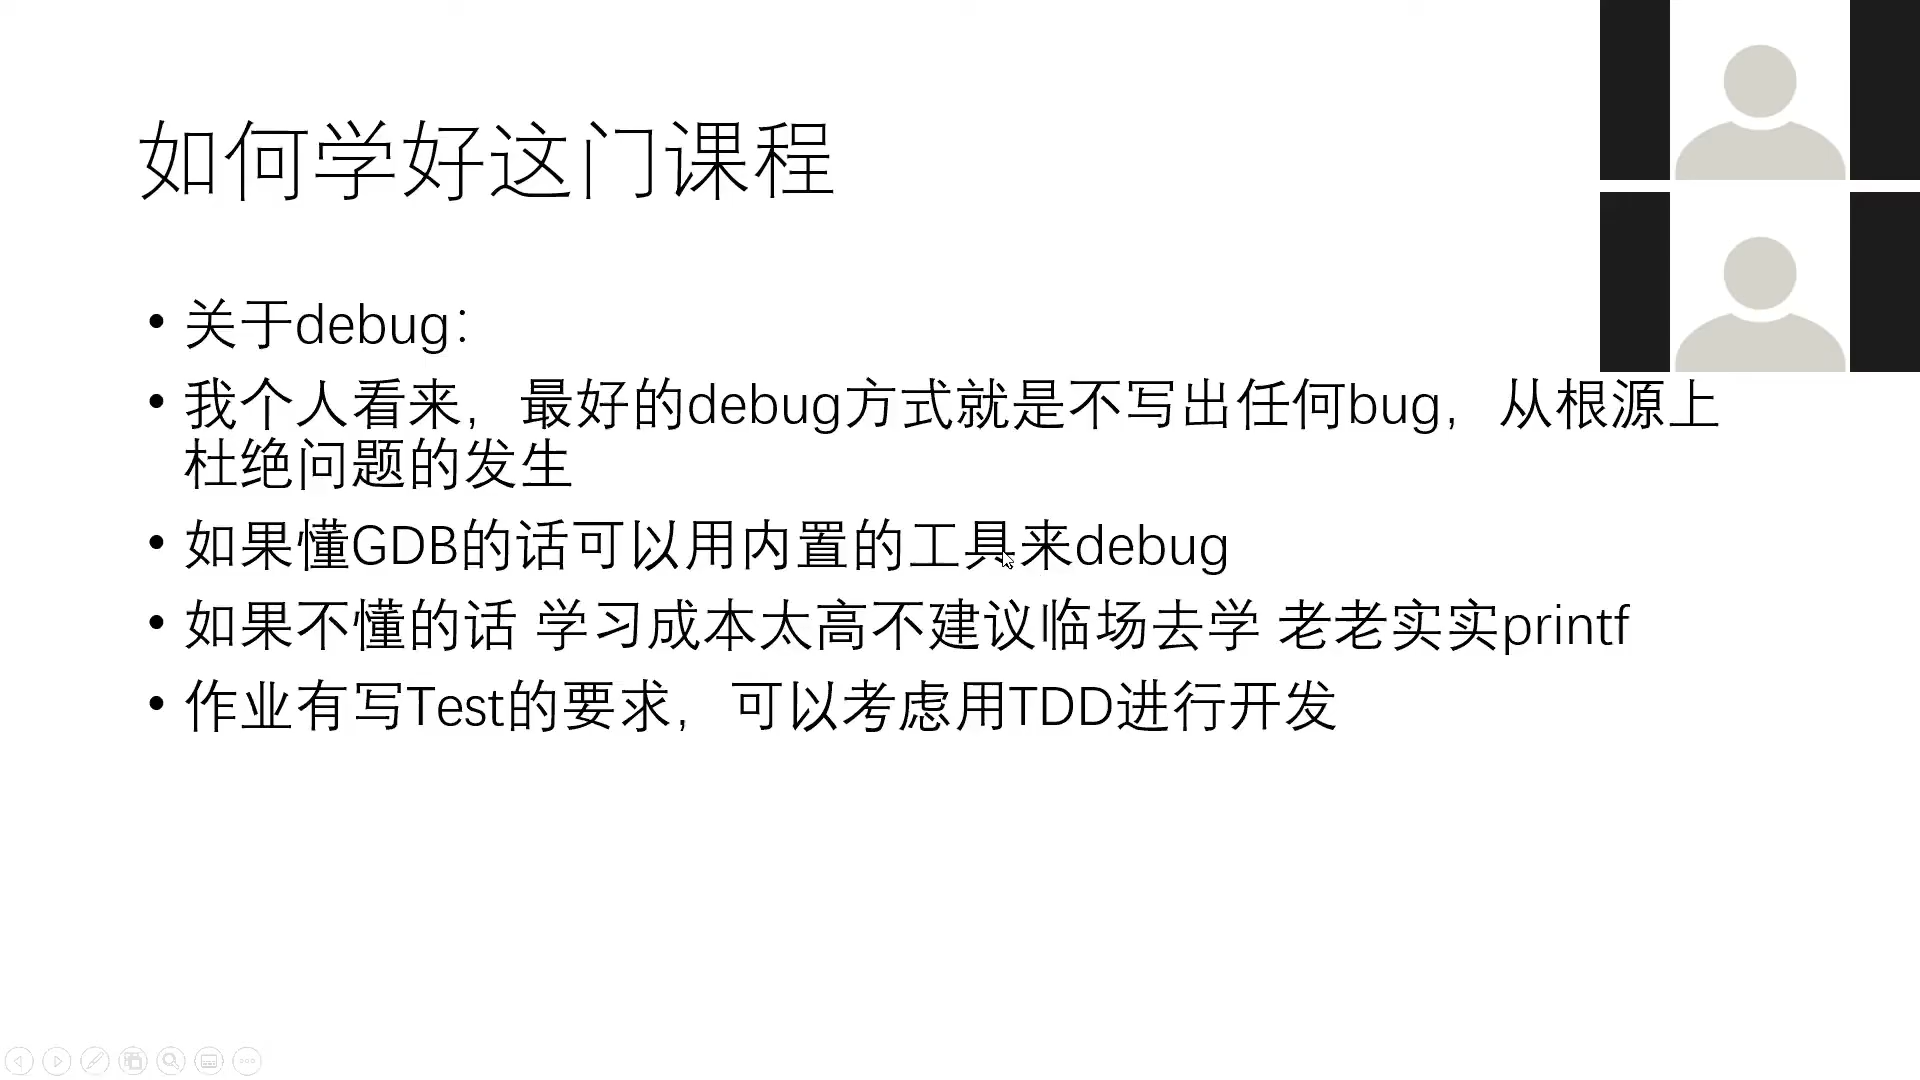 如何学好这门课程
• 关于debug：
• 我个人看来，最好的debug方式就是不写出任何bug，从根源上
杜绝问题的发生
• 如果懂GDB的话可以用内置的工具来debug
• 如果不懂的话 学习成本太高不建议临场去学 老老实实printf
• 作业有写Test的要求，可以考虑用TDD进行开发